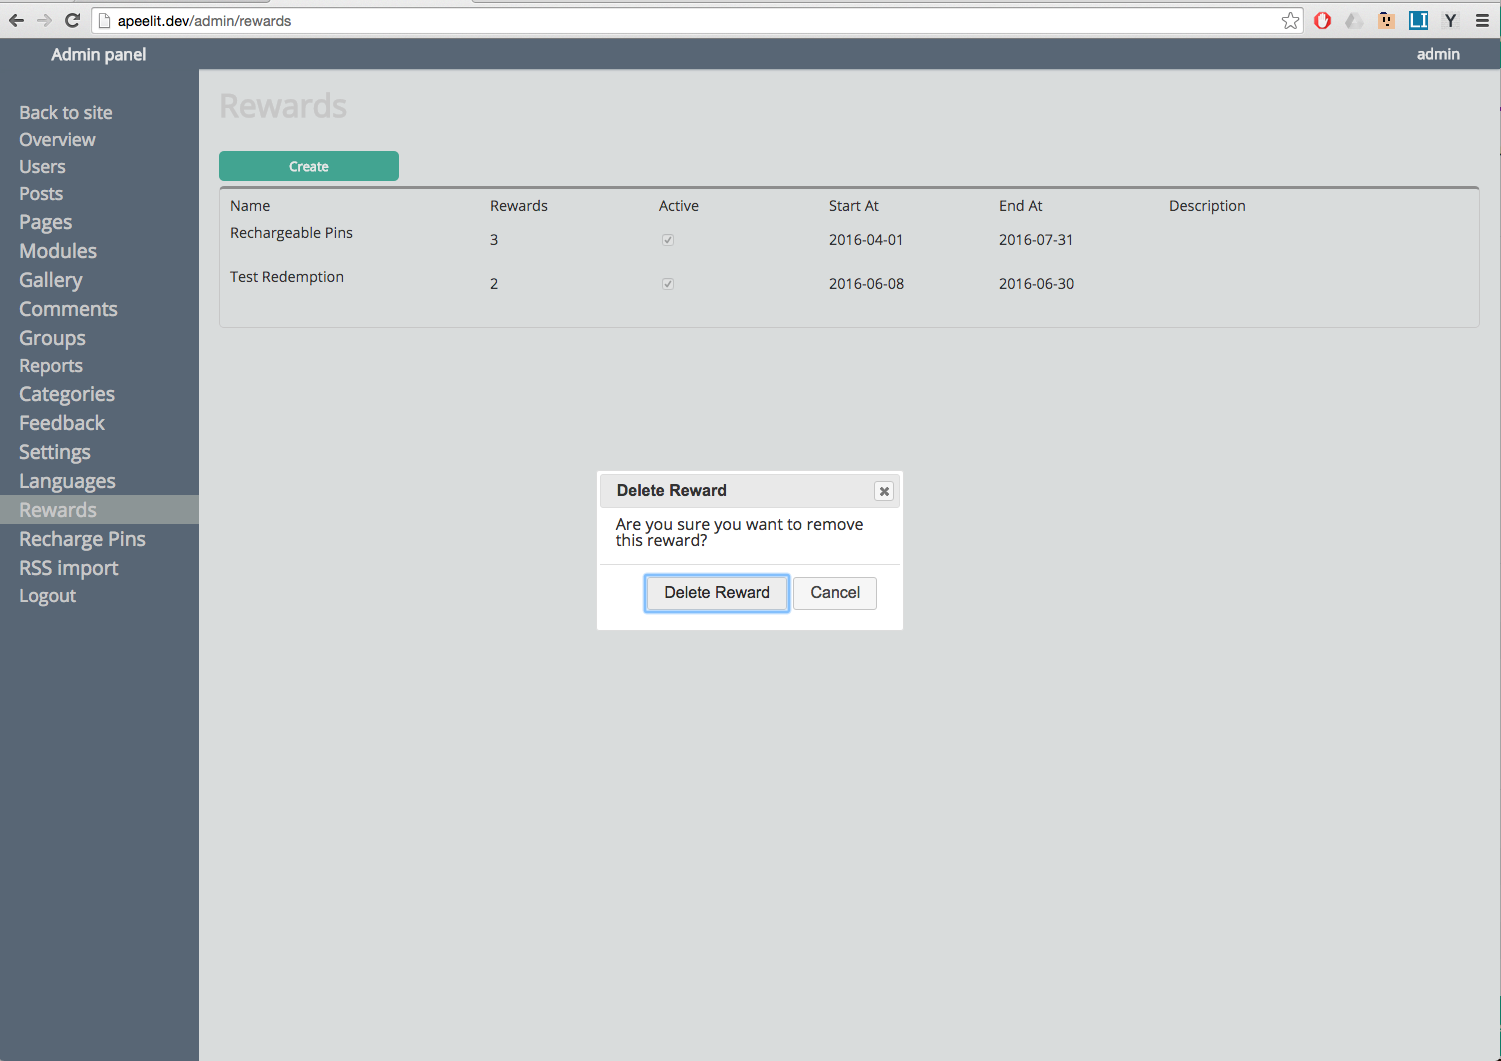 apeelit.dev/admin/rewards
LI
Y
Admin panel
admin
Back to site
Overview
Users
Posts
Pages
Modules
Gallery
Comments
Groups
Reports
Categories
Feedback
Settings
Languages
Rewards
Recharge Pins
RSS import
Logout
Rewards
Create
Name Rewards Active Start At End At Description
Rechargeable Pins 3 2016-04-01 2016-07-31
Test Redemption 2 2016-06-08 2016-06-30
Delete Reward
Are you sure you want to remove
this reward?
Delete Reward Cancel